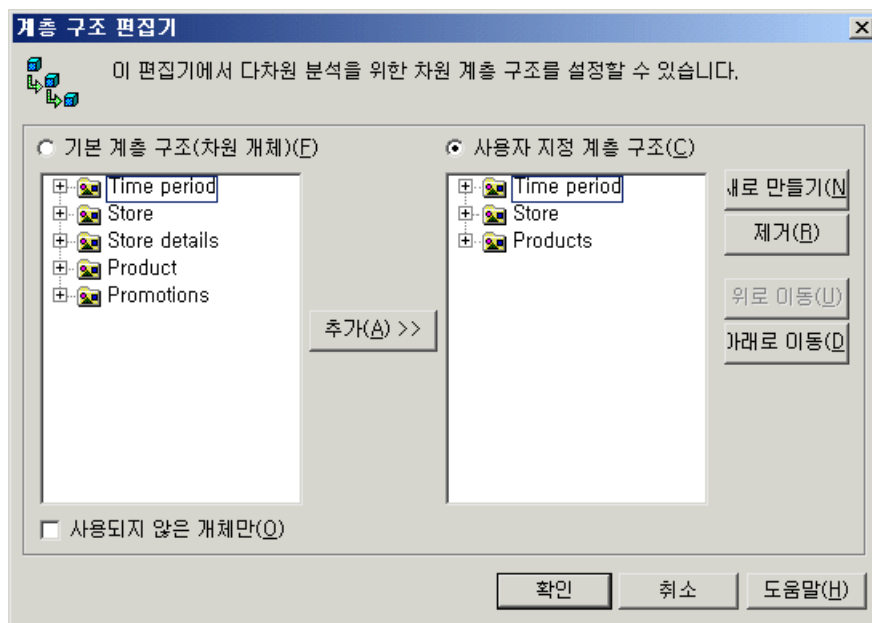 계층 구조 편집기
이 편집기에서 다차원 분석을 위한 차원 계층 구조를 설정할 수 있습니다.
기본 계층 구조(차원 개체)(F)
Time period
Store
Store details
Product
Promotions
추가(A) >>
사용자 지정 계층 구조(C)
Time period
Store
Products
새로 만들기(N
제거(R)
위로 이동(U)
아래로 이동(D
사용되지 않은 개체만(O)
확인
취소
도움말(H)